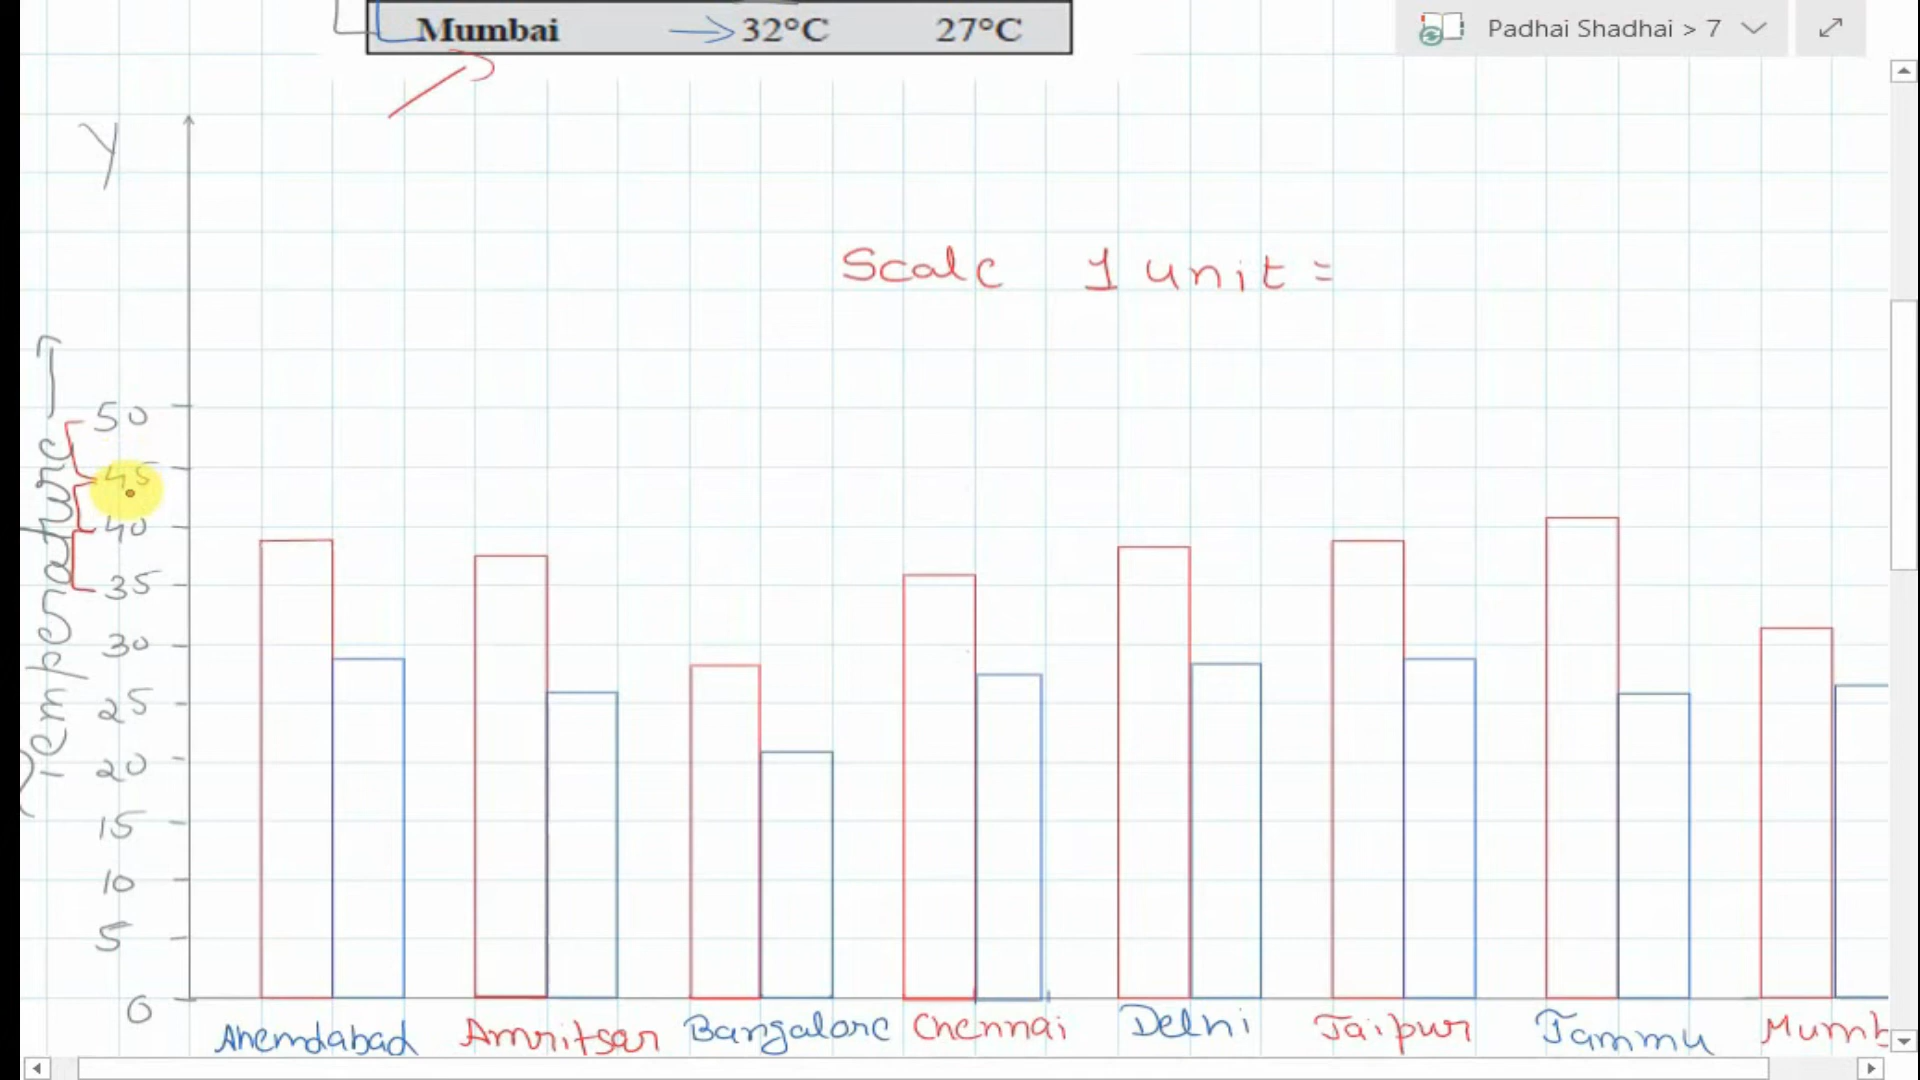 Mumbai 32°C 27°C
Padhai Shadhai > 7
Y
Scale 1 unit =
Temperature
50
45
40
35
30
25
20
15
10
5
0
Ahemdabad Amritsar Bangalore Chennai Delhi Jaipur Jammu Mumb